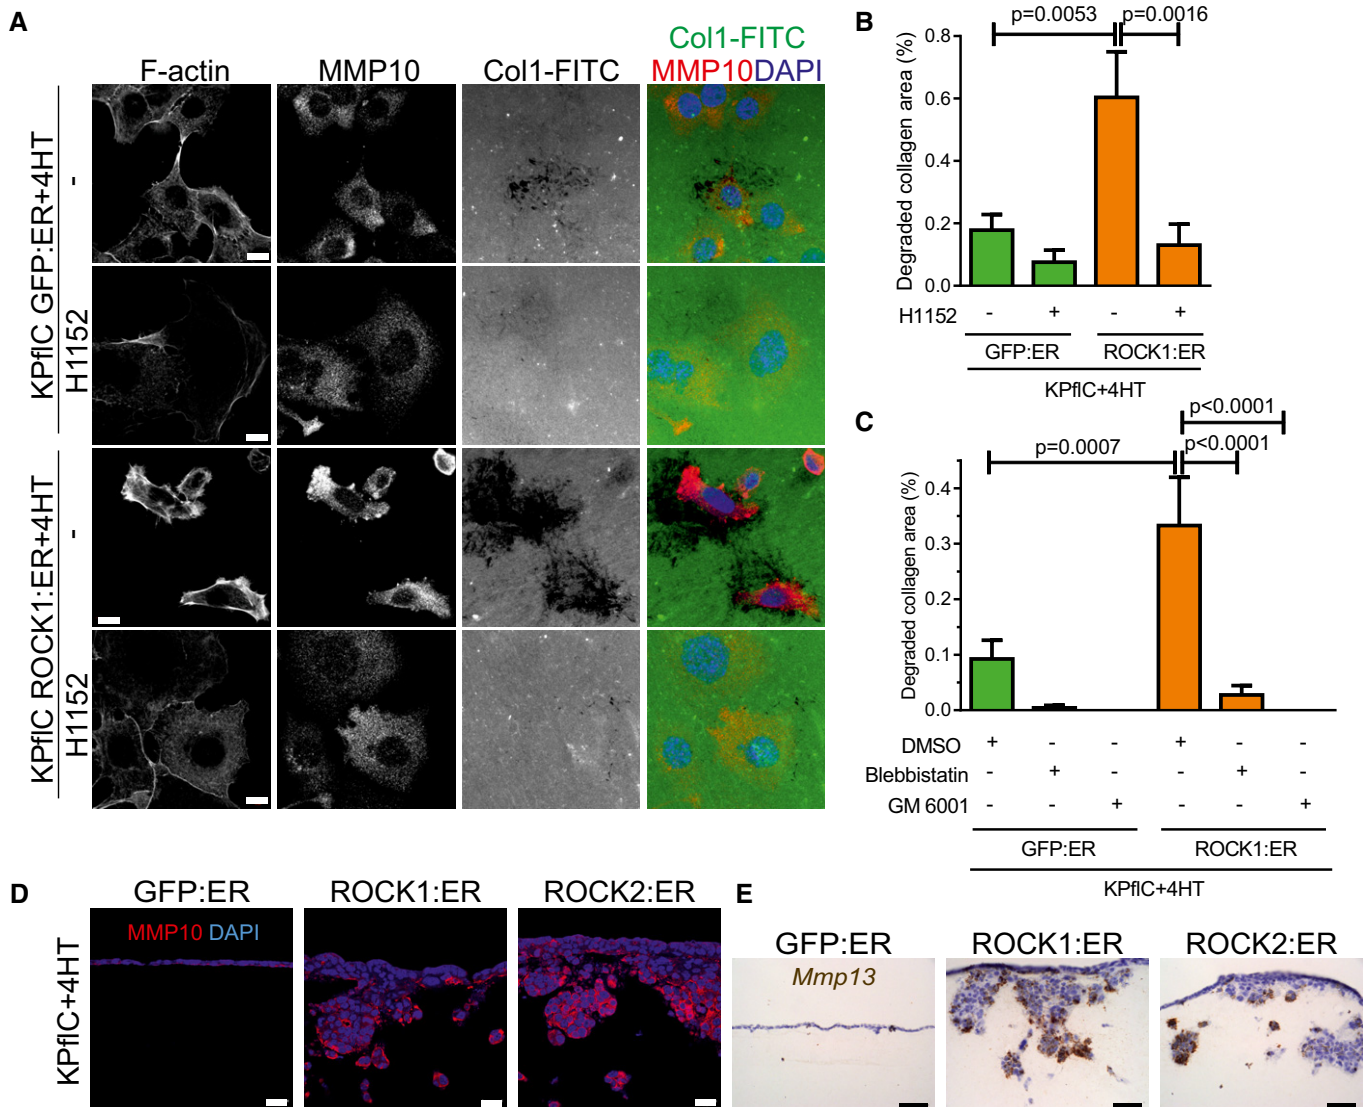 A
F-actin
MMP10
Col1-FITC
Col1-FITC
MMP10DAPI
KPflC GFP:ER+4HT
-
H1152
KPflC ROCK1:ER+4HT
-
H1152
B
p=0.0053
p=0.0016
Degraded collagen area (%)
0.8
0.6
0.4
0.2
0.0
H1152
- + - +
GFP:ER
ROCK1:ER
KPflC+4HT
C
p<0.0001
p=0.0007
p<0.0001
Degraded collagen area (%)
0.4
0.3
0.2
0.1
0.0
DMSO + - - + - -
Blebbistatin - + - - + -
GM 6001 - - + - - +
GFP:ER
ROCK1:ER
KPflC+4HT
D
GFP:ER
ROCK1:ER
ROCK2:ER
KPflC+4HT
MMP10 DAPI
E
GFP:ER
ROCK1:ER
ROCK2:ER
Mmp13